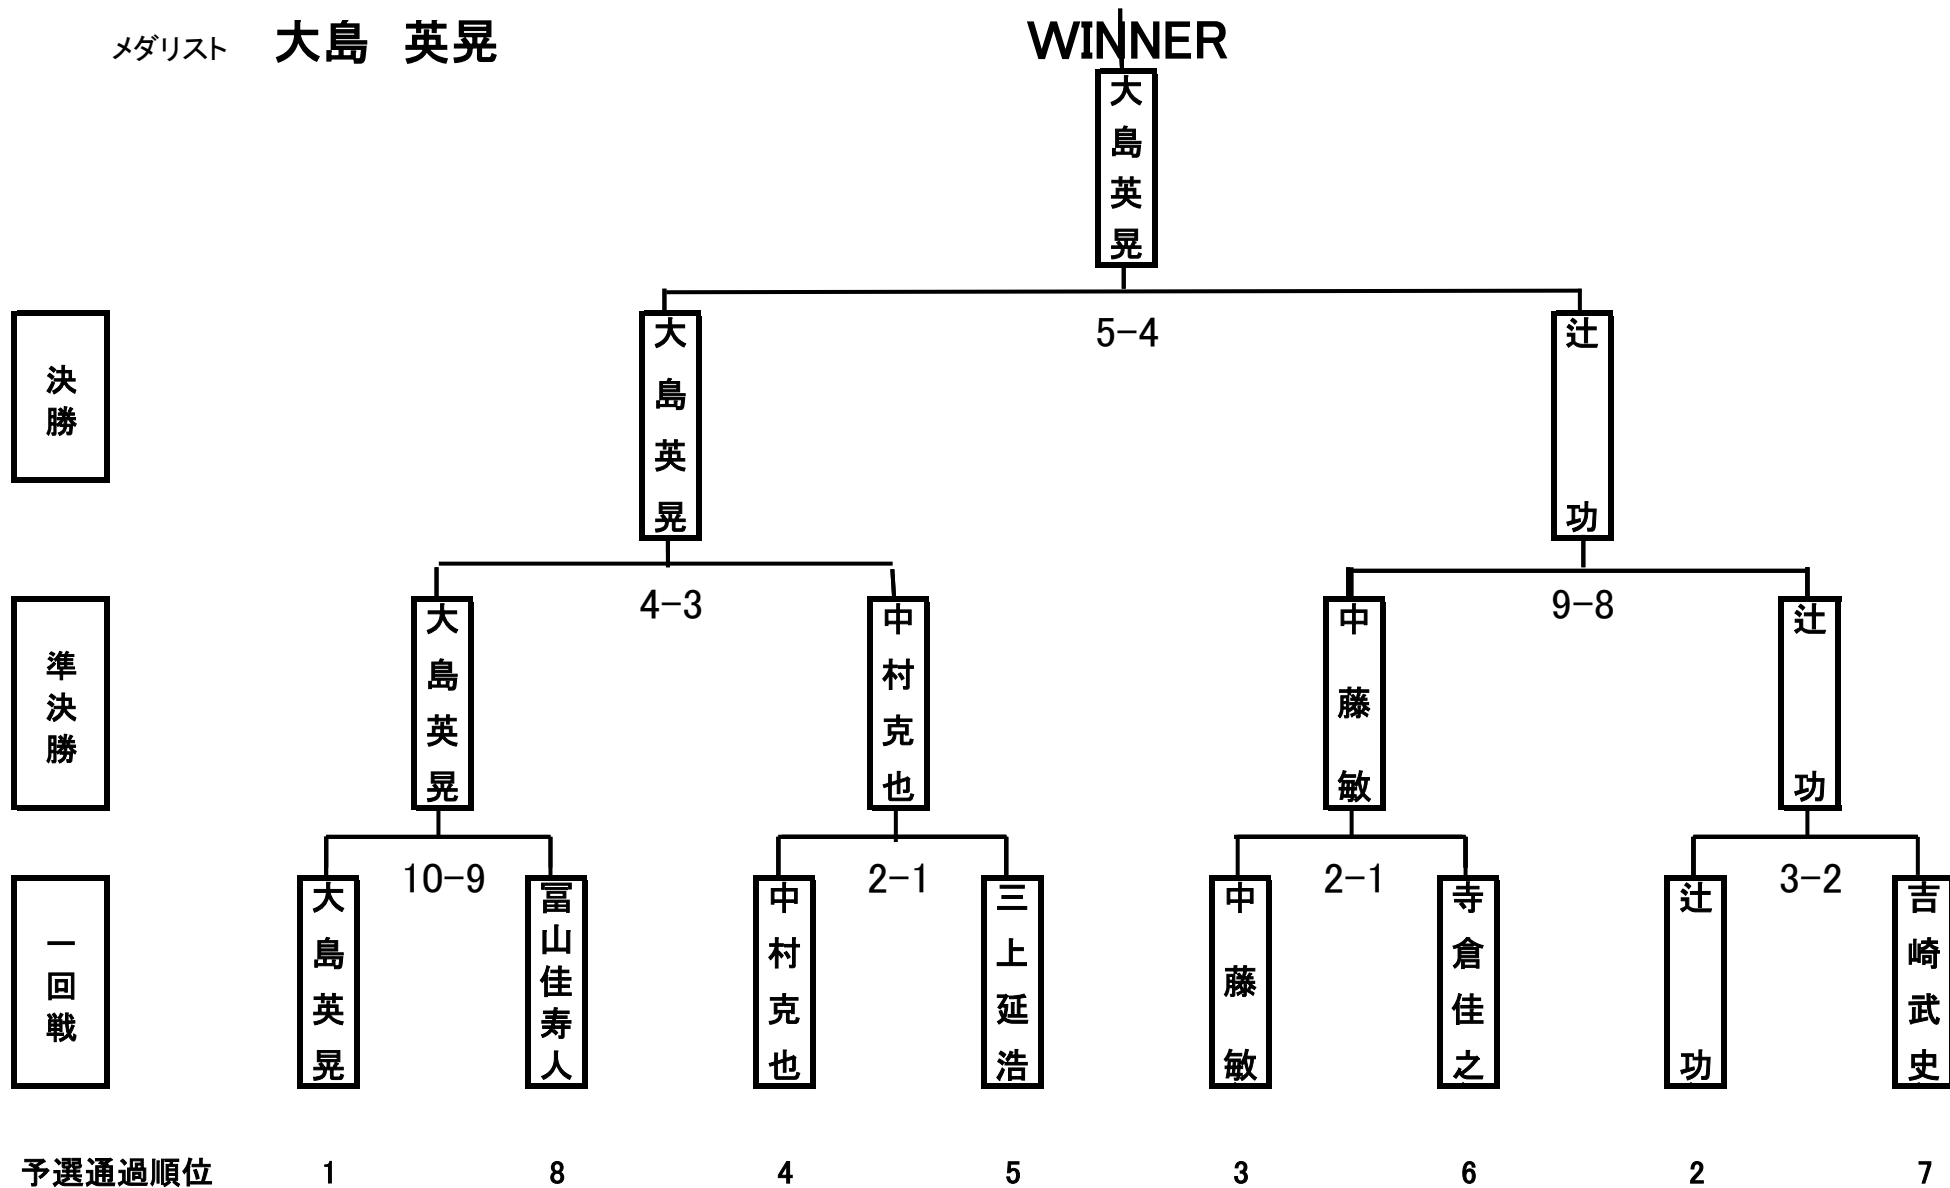 メダリスト 大島 英晃
WINNER
大島英晃
5-4
決勝
大島英晃
辻 功
4-3
9-8
準決勝
大島英晃
中村克也
中藤敏
辻 功
10-9
2-1
2-1
3-2
一回戦
大島英晃
冨山佳寿人
中村克也
三上延浩
中藤敏
寺倉佳之
辻 功
吉崎武史
予選通過順位 1 8 4 5 3 6 2 7